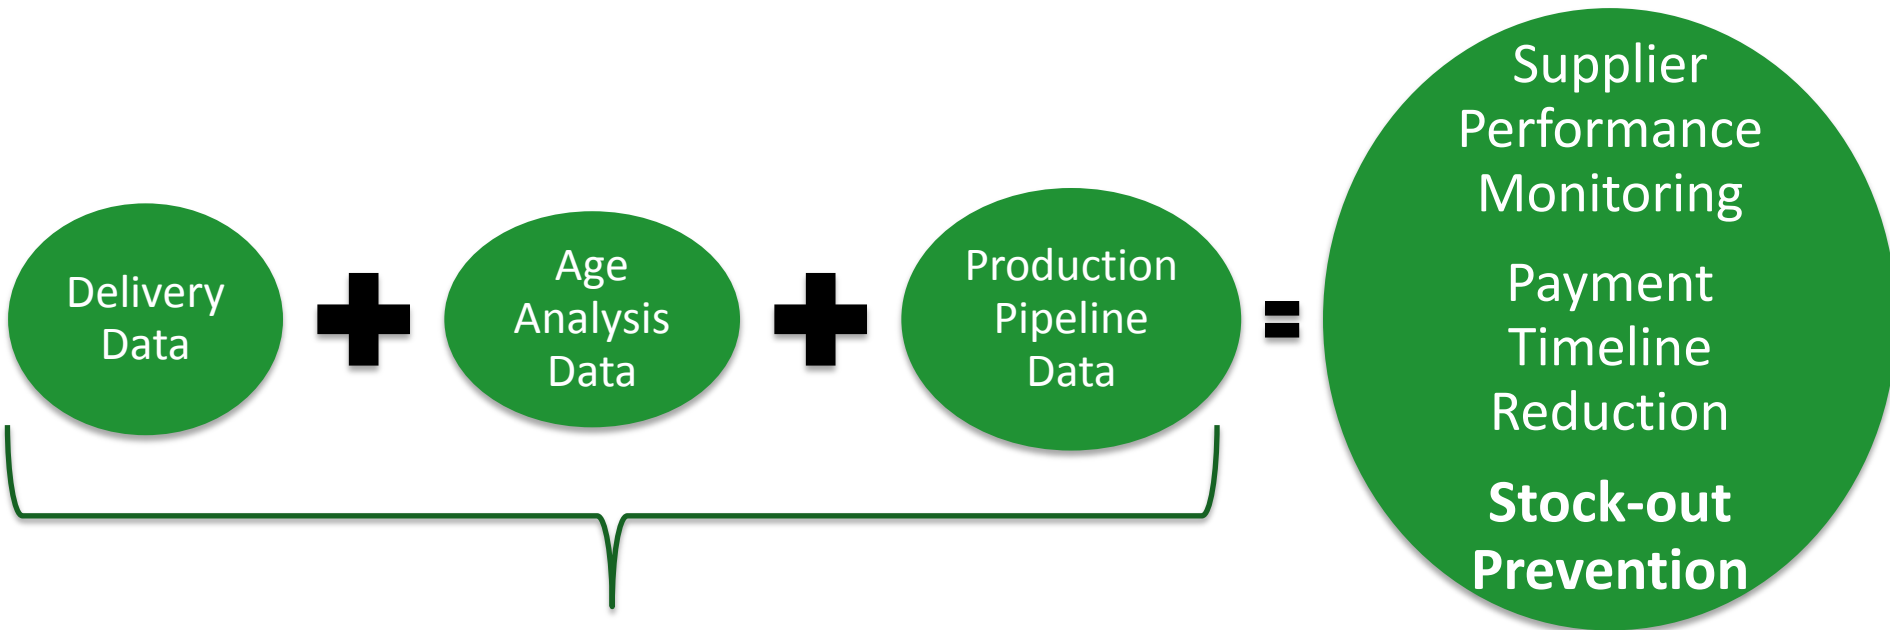 Delivery
Data
Age
Analysis
Data
Production
Pipeline
Data
=
Supplier
Performance
Monitoring
Payment
Timeline
Reduction
Stock-out
Prevention